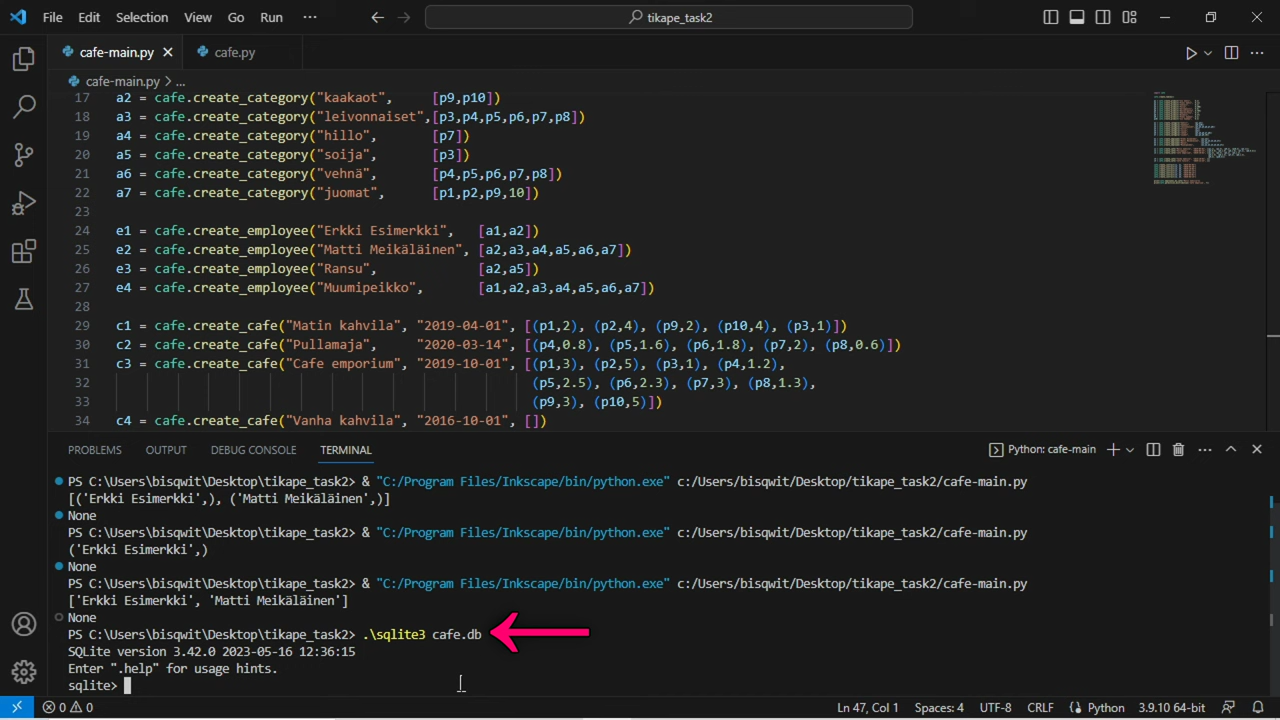 File Edit Selection View Go Run ··· tikape_task2
cafe-main.py cafe.py
cafe-main.py > ...
17 a2 = cafe.create_category("kaakaot", [p9,p10])
18 a3 = cafe.create_category("leivonnaiset",[p3,p4,p5,p6,p7,p8])
19 a4 = cafe.create_category("hillo", [p7])
20 a5 = cafe.create_category("soija", [p3])
21 a6 = cafe.create_category("vehnä", [p4,p5,p6,p7,p8])
22 a7 = cafe.create_category("juomat", [p1,p2,p9,10])
23
24 e1 = cafe.create_employee("Erkki Esimerkki", [a1,a2])
25 e2 = cafe.create_employee("Matti Meikäläinen", [a2,a3,a4,a5,a6,a7])
26 e3 = cafe.create_employee("Ransu", [a2,a5])
27 e4 = cafe.create_employee("Muumipeikko", [a1,a2,a3,a4,a5,a6,a7])
28
29 c1 = cafe.create_cafe("Matin kahvila", "2019-04-01", [(p1,2), (p2,4), (p9,2), (p10,4), (p3,1)])
30 c2 = cafe.create_cafe("Pullamaja", "2020-03-14", [(p4,0.8), (p5,1.6), (p6,1.8), (p7,2), (p8,0.6)])
31 c3 = cafe.create_cafe("Cafe emporium", "2019-10-01", [(p1,3), (p2,5), (p3,1), (p4,1.2),
32 (p5,2.5), (p6,2.3), (p7,3), (p8,1.3),
33 (p9,3), (p10,5)])
34 c4 = cafe.create_cafe("Vanha kahvila", "2016-10-01", [])
PROBLEMS OUTPUT DEBUG CONSOLE TERMINAL Python: cafe-main
PS C:\Users\bisqwit\Desktop\tikape_task2> & "C:/Program Files/Inkscape/bin/python.exe" c:/Users/bisqwit/Desktop/tikape_task2/cafe-main.py
[('Erkki Esimerkki',), ('Matti Meikäläinen',)]
None
PS C:\Users\bisqwit\Desktop\tikape_task2> & "C:/Program Files/Inkscape/bin/python.exe" c:/Users/bisqwit/Desktop/tikape_task2/cafe-main.py
('Erkki Esimerkki',)
None
PS C:\Users\bisqwit\Desktop\tikape_task2> & "C:/Program Files/Inkscape/bin/python.exe" c:/Users/bisqwit/Desktop/tikape_task2/cafe-main.py
['Erkki Esimerkki', 'Matti Meikäläinen']
None
PS C:\Users\bisqwit\Desktop\tikape_task2> .\sqlite3 cafe.db
SQLite version 3.42.0 2023-05-16 12:36:15
Enter ".help" for usage hints.
sqlite>
0 0 Ln 47, Col 1 Spaces: 4 UTF-8 CRLF Python 3.9.10 64-bit